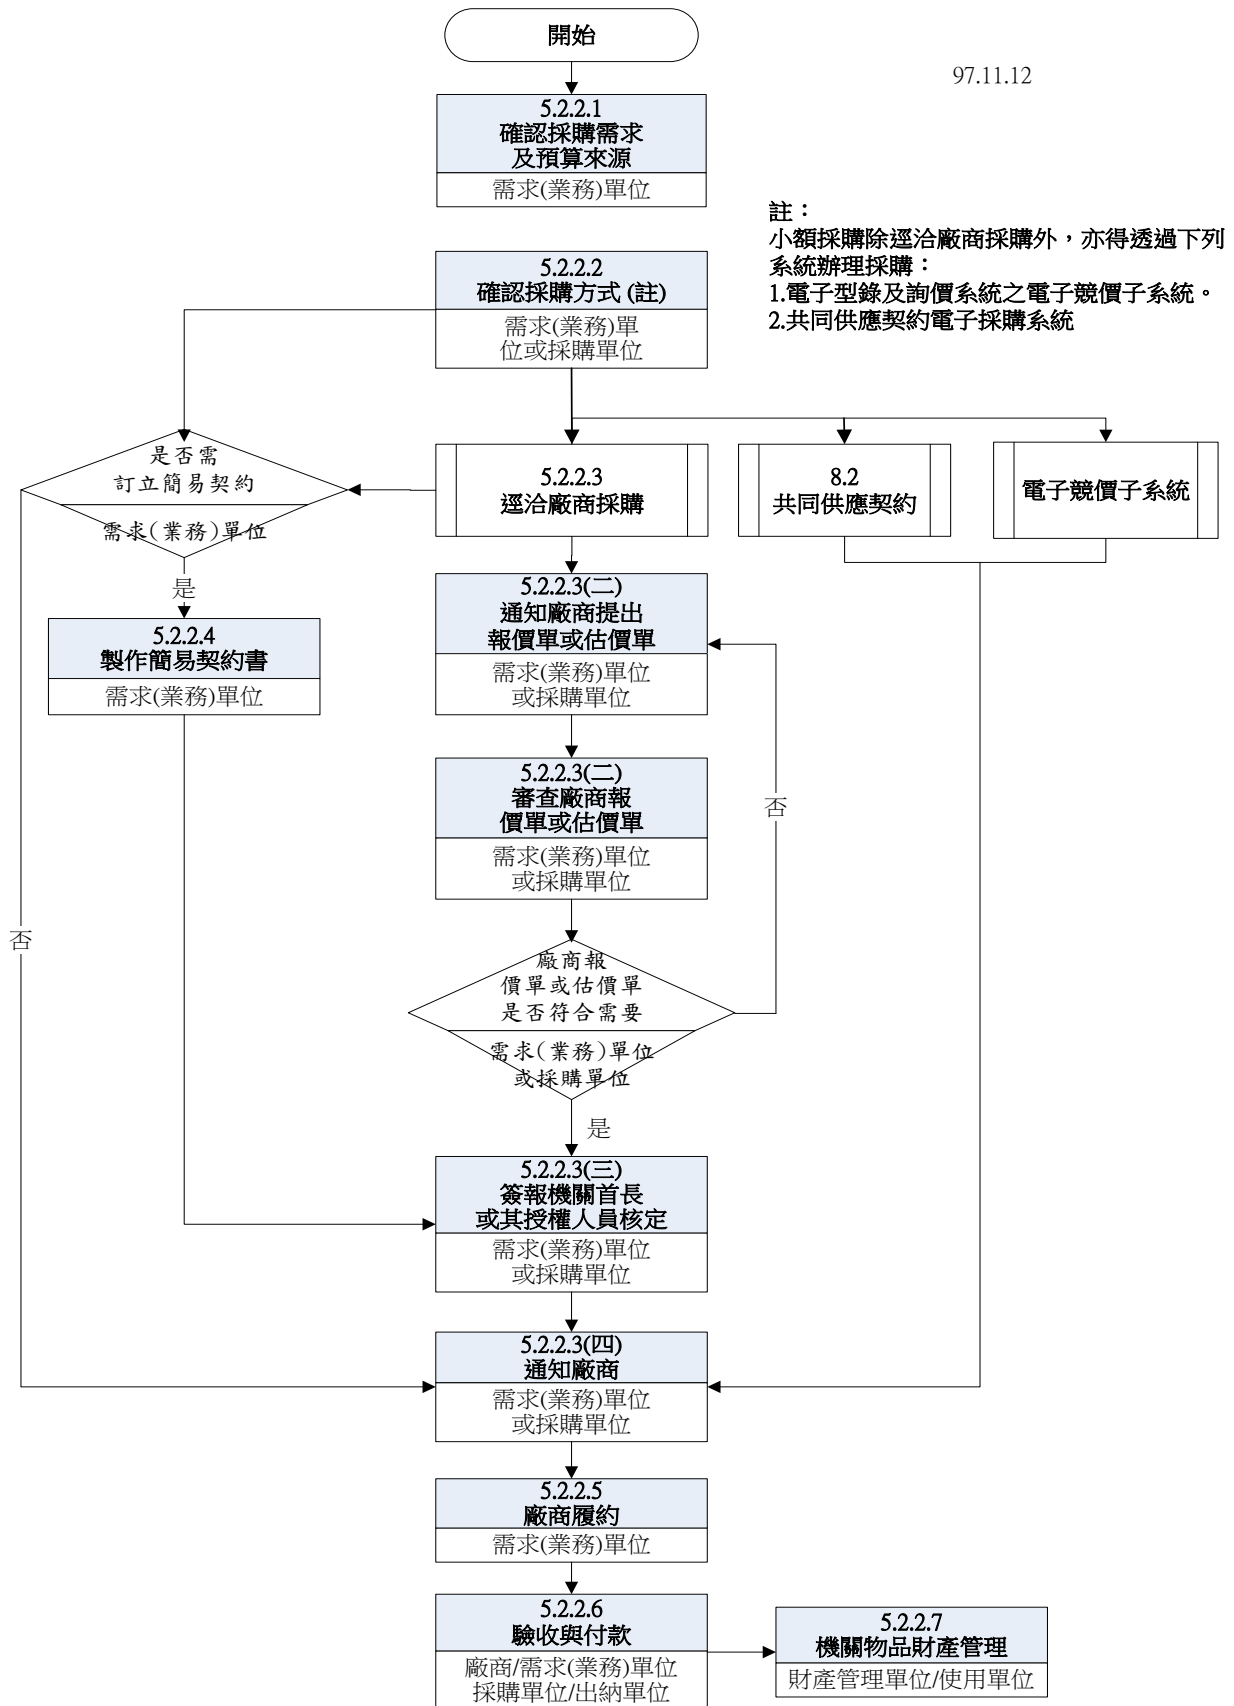 開始
97.11.12
5.2.2.1
確認採購需求
及預算來源
需求(業務)單位
註：
小額採購除逕洽廠商採購外，亦得透過下列
系統辦理採購：
1.電子型錄及詢價系統之電子競價子系統。
2.共同供應契約電子採購系統
5.2.2.2
確認採購方式 (註)
需求(業務)單
位或採購單位
是否需
訂立簡易契約
需求(業務)單位
5.2.2.3
逕洽廠商採購
8.2
共同供應契約
電子競價子系統
是
5.2.2.4
製作簡易契約書
需求(業務)單位
5.2.2.3(二)
通知廠商提出
報價單或估價單
需求(業務)單位
或採購單位
5.2.2.3(二)
審查廠商報
價單或估價單
需求(業務)單位
或採購單位
否
否
廠商報
價單或估價單
是否符合需要
需求(業務)單位
或採購單位
是
5.2.2.3(三)
簽報機關首長
或其授權人員核定
需求(業務)單位
或採購單位
5.2.2.3(四)
通知廠商
需求(業務)單位
或採購單位
5.2.2.5
廠商履約
需求(業務)單位
5.2.2.6
驗收與付款
廠商/需求(業務)單位
採購單位/出納單位
5.2.2.7
機關物品財產管理
財產管理單位/使用單位